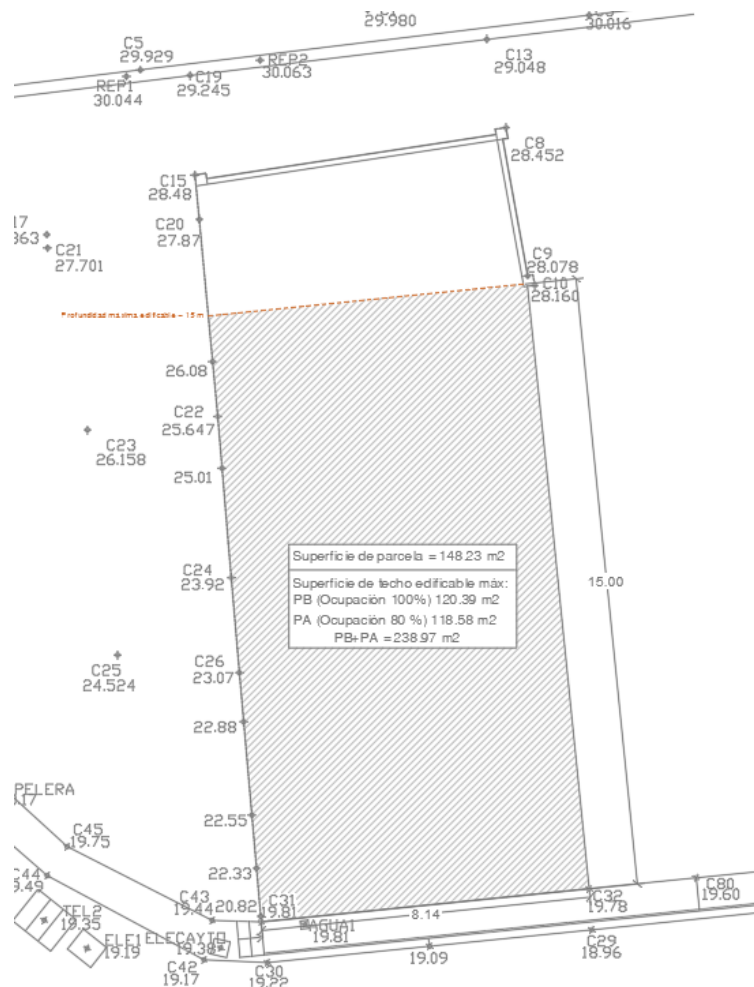 29.980
30.016
C5
29.929
REP2
30.063
C13
29.048
REP1
30.044
C19
29.245
C8
28.452
C15
28.48
C20
27.87
C21
27.701
C9
28.078
C10
28.160
Profundidad máxima edificable = 15 m
26.08
C22
25.647
C23
26.158
25.01
Superficie de parcela = 148.23 m2
Superficie de techo edificable máx:
PB (Ocupación 100%) 120.39 m2
PA (Ocupación 80 %) 118.58 m2
PB+PA = 238.97 m2
C24
23.92
15.00
C25
24.524
C26
23.07
22.88
PELERA
22.55
C45
19.75
22.33
C44
C43
19.44
20.82
C31
19.81
8.14
C32
19.78
C80
19.60
TEL2
19.35
ELE1
19.19
ELECAYTO
19.38
AGUA1
19.81
C42
19.17
C30
19.22
19.09
C29
18.96